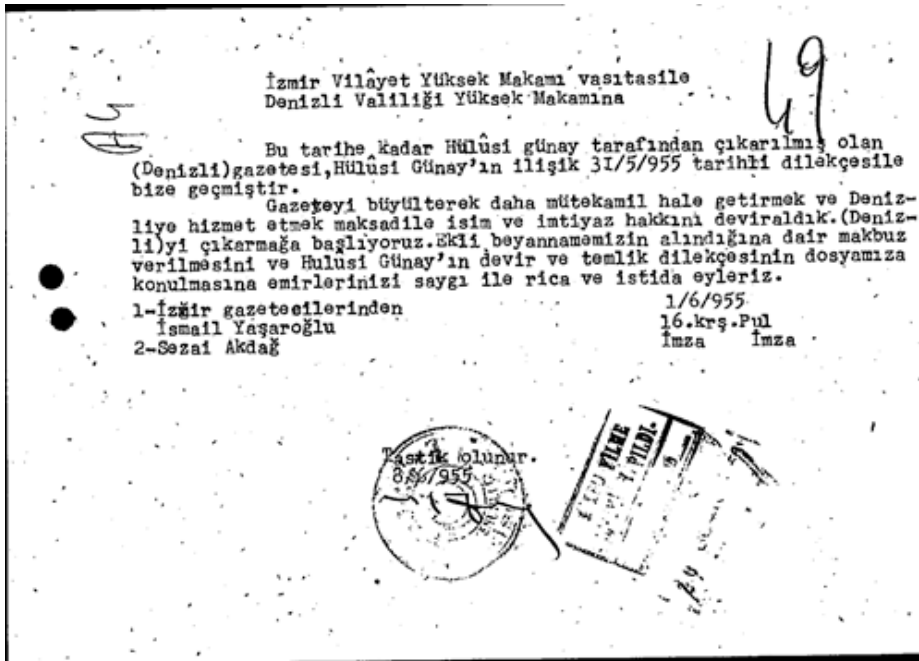 49
İzmir Vilâyet Yüksek Makamı vasıtasile
Denizli Valiliği Yüksek Makamına
Bu tarihe kadar Hülûsi günay tarafından çıkarılmış olan
(Denizli)gazetesi,Hülûsi Günay'ın ilişik 31/5/955 tarihli dilekçesile
bize geçmiştir.
Gazeteyi büyülterek daha mütekamil hale getirmek ve Deniz-
liye hizmet etmek maksadile isim ve imtiyaz hakkını deviraldık.(Deniz-
li)yi çıkarmağa başlıyoruz.Ekli beyannamemizin alındığına dair makbuz
verilmesini ve Hulûsi Günay'ın devir ve temlik dilekçesinin dosyamıza
konulmasına emirlerinizi saygı ile rica ve istida eyleriz.
1-İzmir gazetecilerinden 1/6/955
İsmail Yaşaroğlu 16.krş.Pul
2-Sezai Akdağ İmza İmza
Tastik olunur.
8/6/955